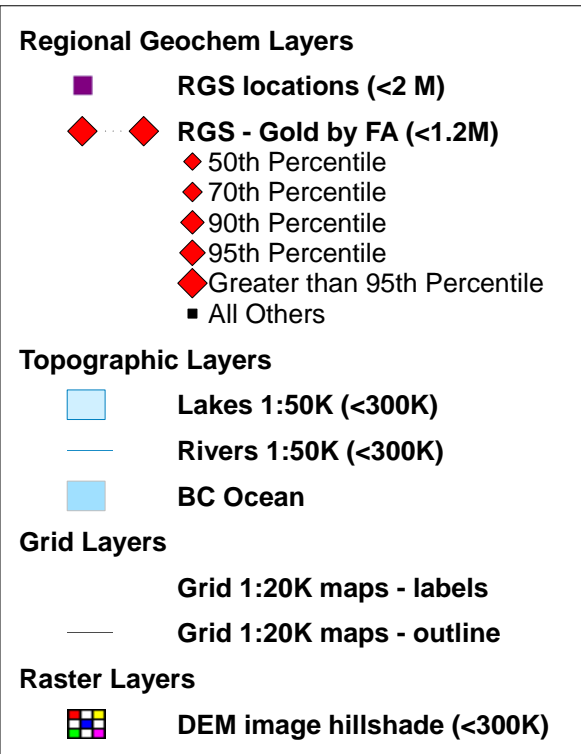 Regional Geochem Layers
RGS locations (<2 M)
RGS - Gold by FA (<1.2M)
50th Percentile
70th Percentile
90th Percentile
95th Percentile
Greater than 95th Percentile
All Others
Topographic Layers
Lakes 1:50K (<300K)
Rivers 1:50K (<300K)
BC Ocean
Grid Layers
Grid 1:20K maps - labels
Grid 1:20K maps - outline
Raster Layers
DEM image hillshade (<300K)